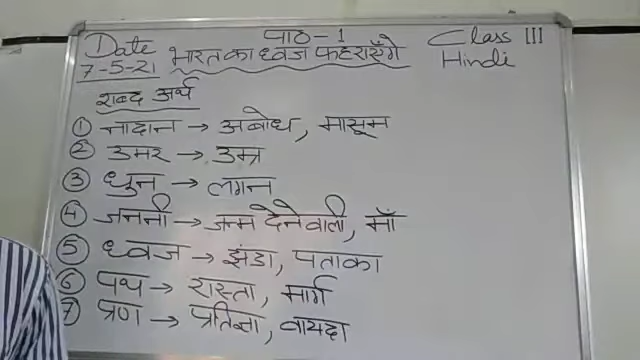 पाठ-1
Date भारत का ध्वज फहराएँगे Class III
7-5-21 Hindi
शब्द अर्थ
① नादान → अबोध, मासूम
② उमर → उम्र
③ धुन → लगन
④ जननी → जन्म देने वाली, माँ
⑤ ध्वज → झंडा, पताका
⑥ पथ → रास्ता, मार्ग
⑦ प्रण → प्रतिज्ञा, वायदा